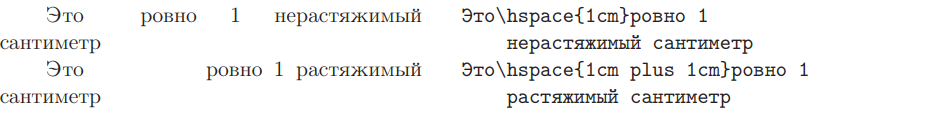 Это ровно 1 нерастяжимый
сантиметр
Это ровно 1 растяжимый
сантиметр
Это\hspace{1cm}ровно 1
нерастяжимый сантиметр
Это\hspace{1cm plus 1cm}ровно 1
растяжимый сантиметр